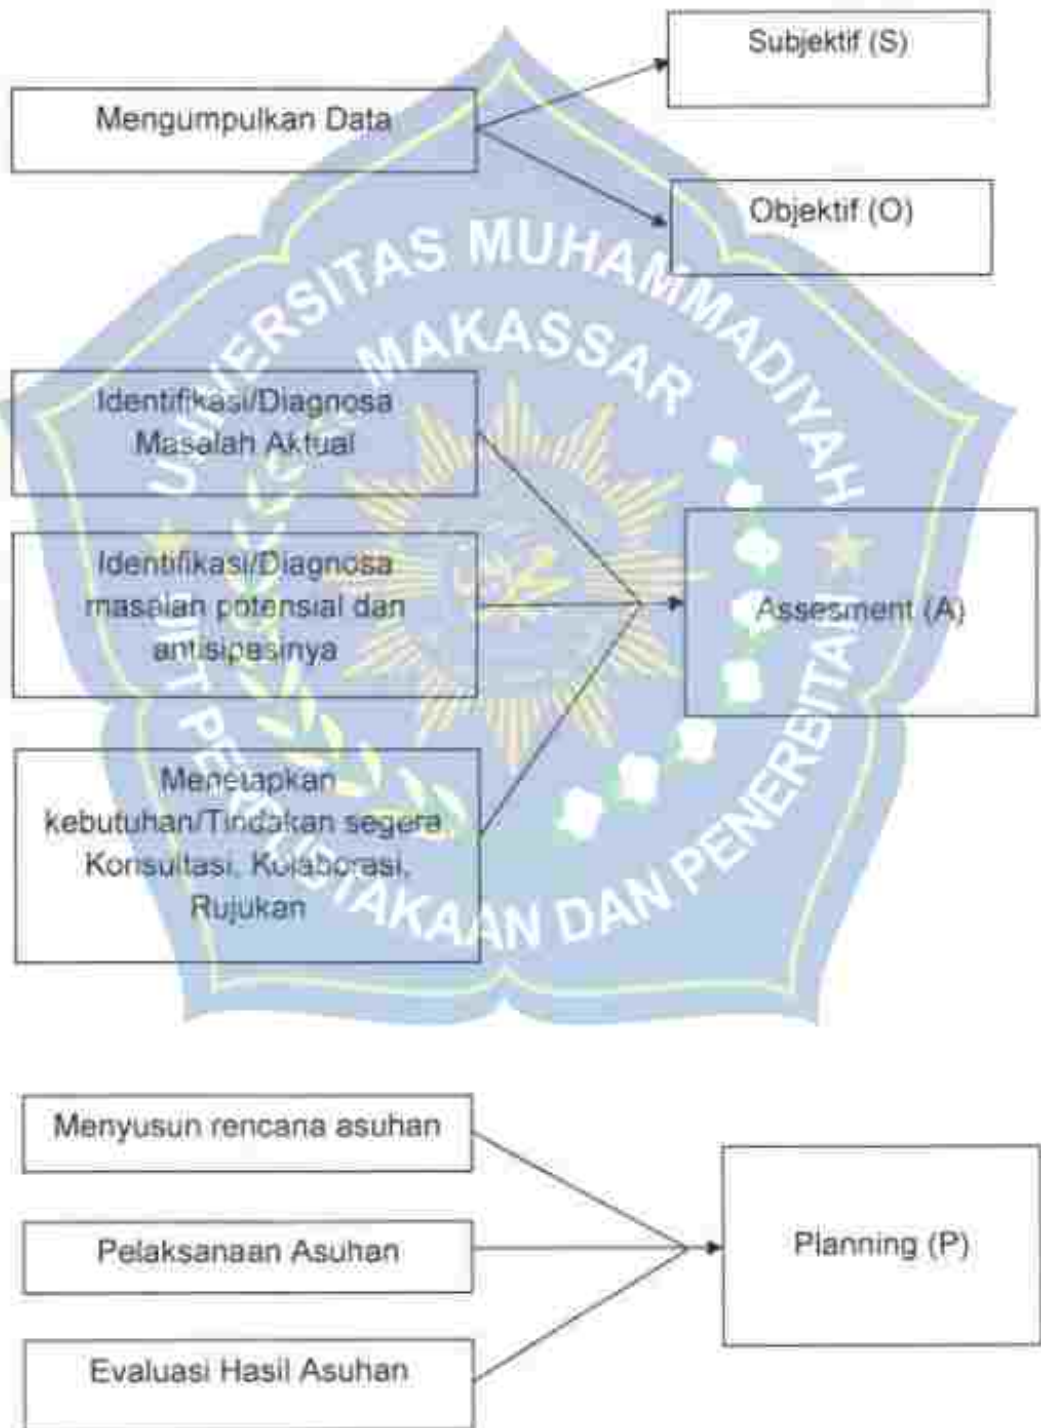 Mengumpulkan Data
Subjektif (S)
Objektif (O)
Identifikasi/Diagnosa
Masalah Aktual
Identifikasi/Diagnosa
masalan potensial dan
antisipasinya
Menetapkan
kebutuhan/Tindakan segera
Konsultasi, Kolaborasi,
Rujukan
Assesment (A)
Menyusun rencana asuhan
Pelaksanaan Asuhan
Evaluasi Hasil Asuhan
Planning (P)
UNIVERSITAS MUHAMMADIYAH
MAKASSAR
UPT PERPUSTAKAAN DAN PENERBITAN